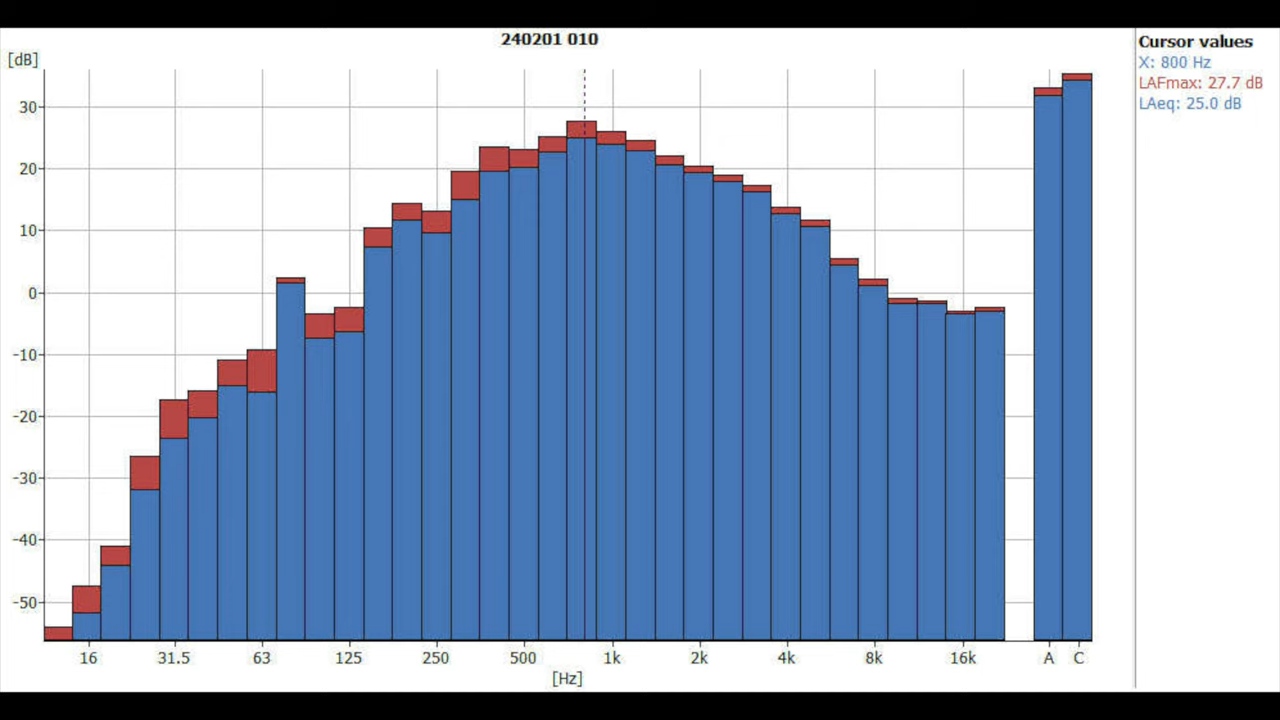 240201 010
[dB]
30
20
10
0
-10
-20
-30
-40
-50
16 31.5 63 125 250 500 1k 2k 4k 8k 16k A C
[Hz]
Cursor values
X: 800 Hz
LAFmax: 27.7 dB
LAeq: 25.0 dB